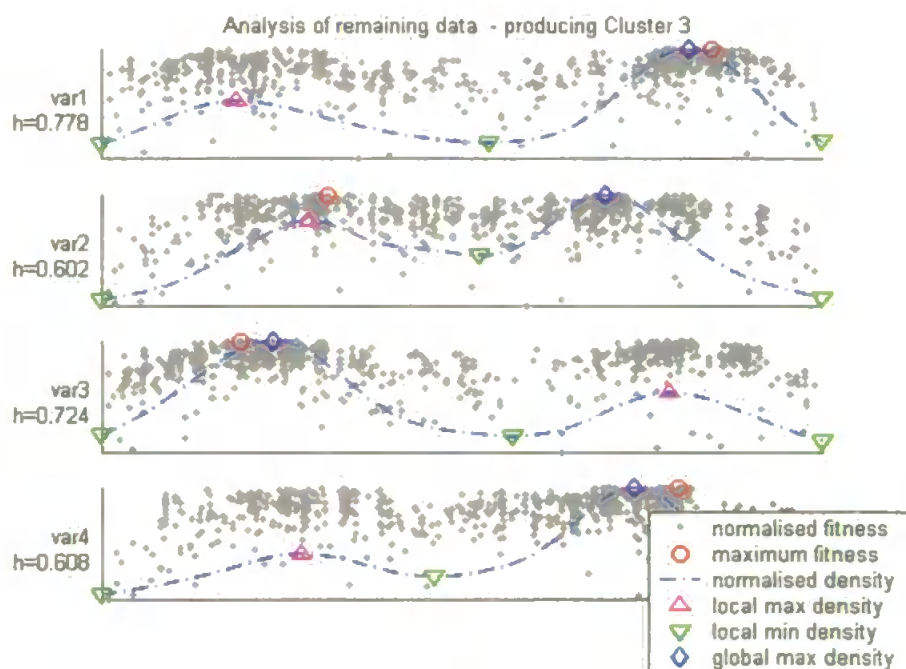 Analysis of remaining data - producing Cluster 3
var1
h=0.778
var2
h=0.602
var3
h=0.724
var4
h=0.608
normalised fitness
maximum fitness
normalised density
local max density
local min density
global max density